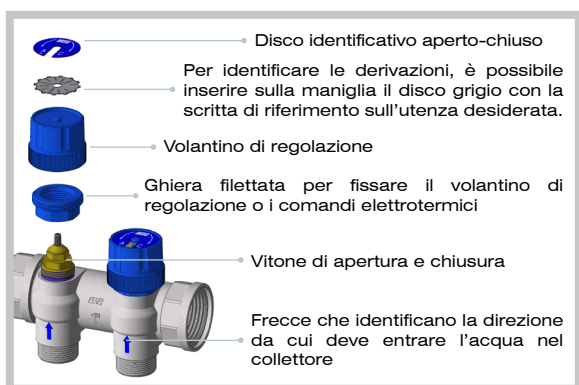 Disco identificativo aperto-chiuso
Per identificare le derivazioni, è possibile
inserire sulla maniglia il disco grigio con la
scritta di riferimento sull'utenza desiderata.
Volantino di regolazione
Ghiera filettata per fissare il volantino di
regolazione o i comandi elettrotermici
Vitone di apertura e chiusura
Frecce che identificano la direzione
da cui deve entrare l'acqua nel
collettore